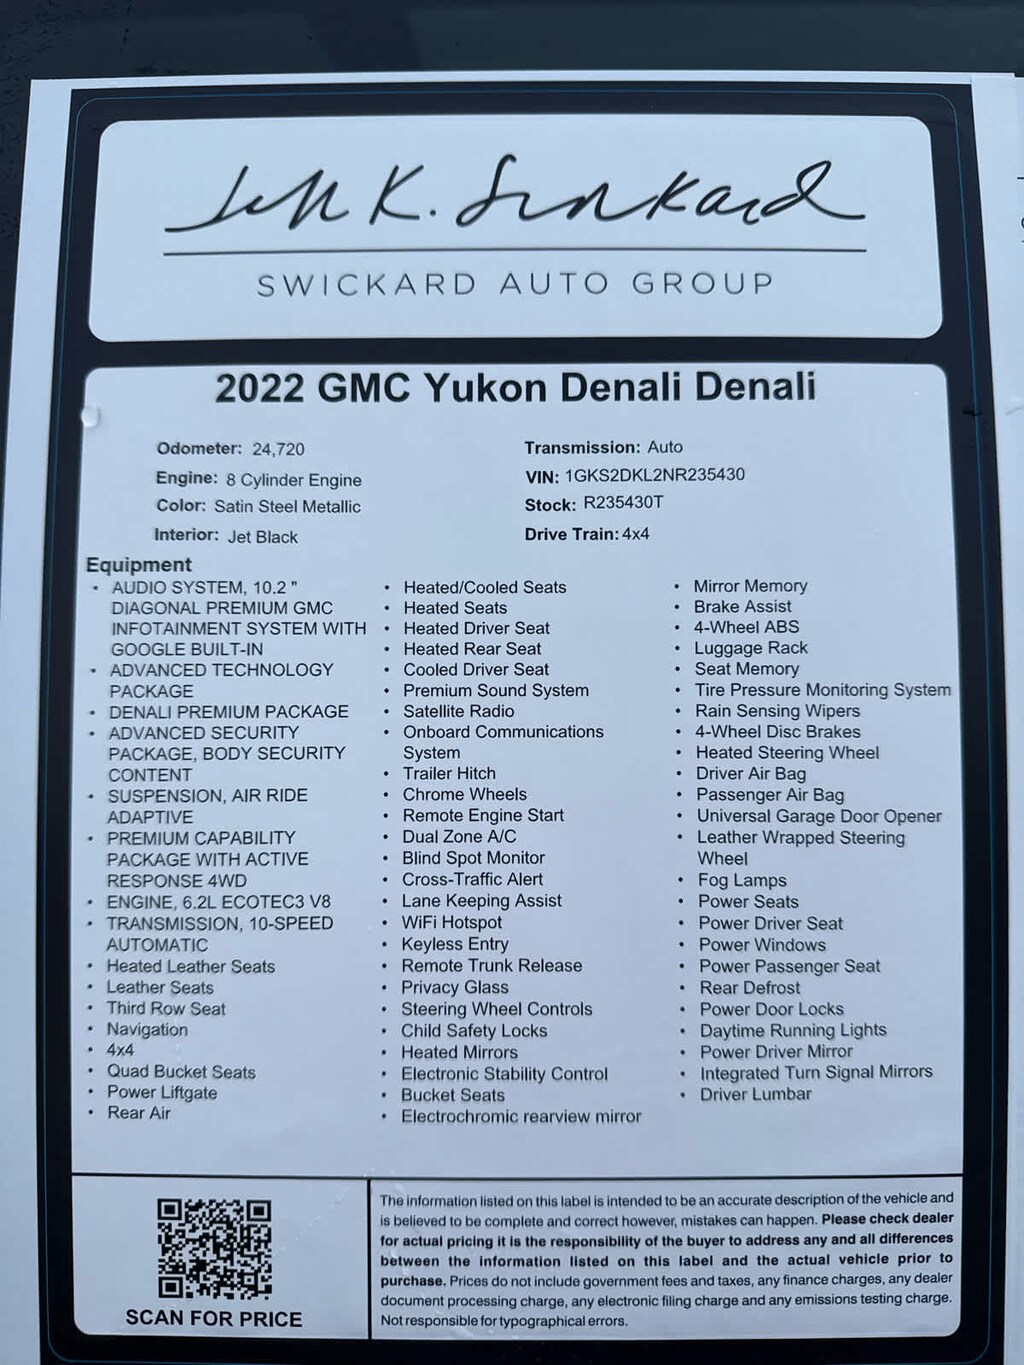 Jeff K. Swickard
SWICKARD AUTO GROUP
2022 GMC Yukon Denali Denali
Odometer: 24,720
Engine: 8 Cylinder Engine
Color: Satin Steel Metallic
Interior: Jet Black
Transmission: Auto
VIN: 1GKS2DKL2NR235430
Stock: R235430T
Drive Train: 4x4
Equipment
• AUDIO SYSTEM, 10.2 "
DIAGONAL PREMIUM GMC
INFOTAINMENT SYSTEM WITH
GOOGLE BUILT-IN
• ADVANCED TECHNOLOGY
PACKAGE
• DENALI PREMIUM PACKAGE
• ADVANCED SECURITY
PACKAGE, BODY SECURITY
CONTENT
• SUSPENSION, AIR RIDE
ADAPTIVE
• PREMIUM CAPABILITY
PACKAGE WITH ACTIVE
RESPONSE 4WD
• ENGINE, 6.2L ECOTEC3 V8
• TRANSMISSION, 10-SPEED
AUTOMATIC
• Heated Leather Seats
• Leather Seats
• Third Row Seat
• Navigation
• 4x4
• Quad Bucket Seats
• Power Liftgate
• Rear Air
• Heated/Cooled Seats
• Heated Seats
• Heated Driver Seat
• Heated Rear Seat
• Cooled Driver Seat
• Premium Sound System
• Satellite Radio
• Onboard Communications
System
• Trailer Hitch
• Chrome Wheels
• Remote Engine Start
• Dual Zone A/C
• Blind Spot Monitor
• Cross-Traffic Alert
• Lane Keeping Assist
• WiFi Hotspot
• Keyless Entry
• Remote Trunk Release
• Privacy Glass
• Steering Wheel Controls
• Child Safety Locks
• Heated Mirrors
• Electronic Stability Control
• Bucket Seats
• Electrochromic rearview mirror
• Mirror Memory
• Brake Assist
• 4-Wheel ABS
• Luggage Rack
• Seat Memory
• Tire Pressure Monitoring System
• Rain Sensing Wipers
• 4-Wheel Disc Brakes
• Heated Steering Wheel
• Driver Air Bag
• Passenger Air Bag
• Universal Garage Door Opener
• Leather Wrapped Steering
Wheel
• Fog Lamps
• Power Seats
• Power Driver Seat
• Power Windows
• Power Passenger Seat
• Rear Defrost
• Power Door Locks
• Daytime Running Lights
• Power Driver Mirror
• Integrated Turn Signal Mirrors
• Driver Lumbar
SCAN FOR PRICE
The information listed on this label is intended to be an accurate description of the vehicle and
is believed to be complete and correct however, mistakes can happen. Please check dealer
for actual pricing it is the responsibility of the buyer to address any and all differences
between the information listed on this label and the actual vehicle prior to
purchase. Prices do not include government fees and taxes, any finance charges, any dealer
document processing charge, any electronic filing charge and any emissions testing charge.
Not responsible for typographical errors.